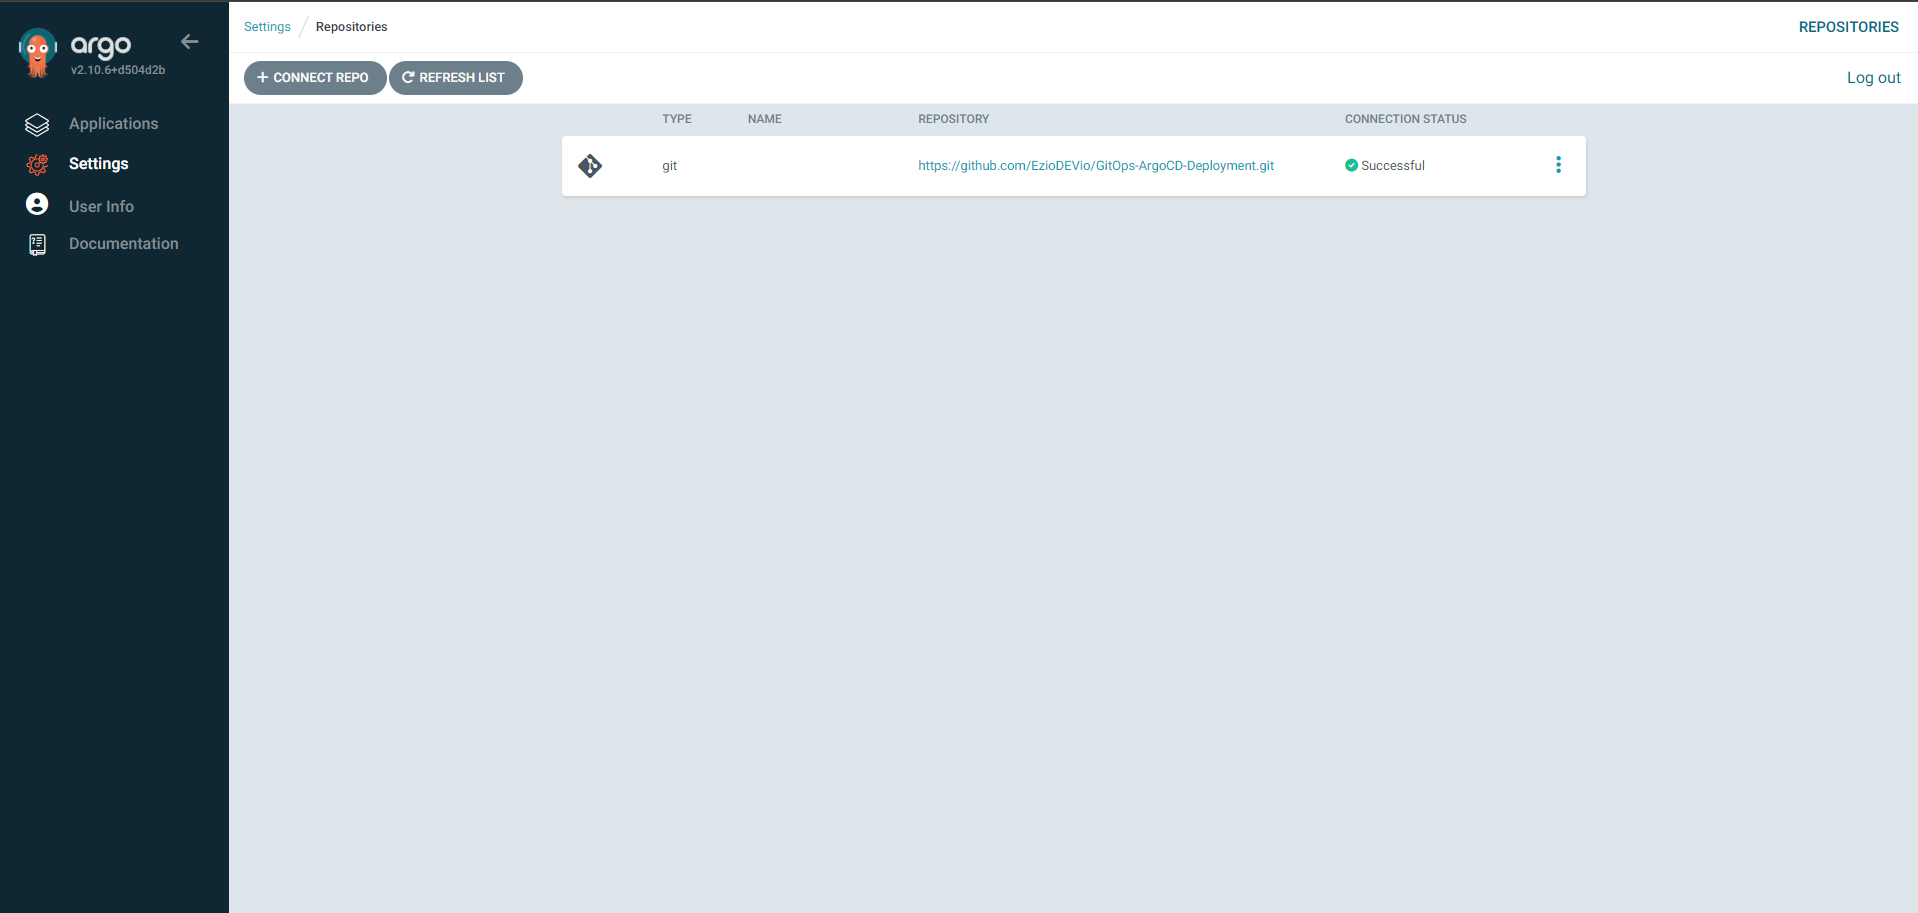 argo
v2.10.6+d504d2b
Applications
Settings
User Info
Documentation
Settings / Repositories
REPOSITORIES
+ CONNECT REPO
REFRESH LIST
Log out
TYPE NAME REPOSITORY CONNECTION STATUS
git https://github.com/EzioDEVio/GitOps-ArgoCD-Deployment.git Successful